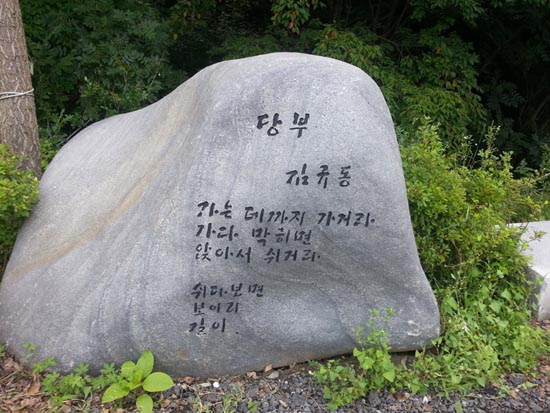 당부
김규동
가는 데까지 가거라
가다 막히면
앉아서 쉬거라
쉬다보면
보이리
길이.